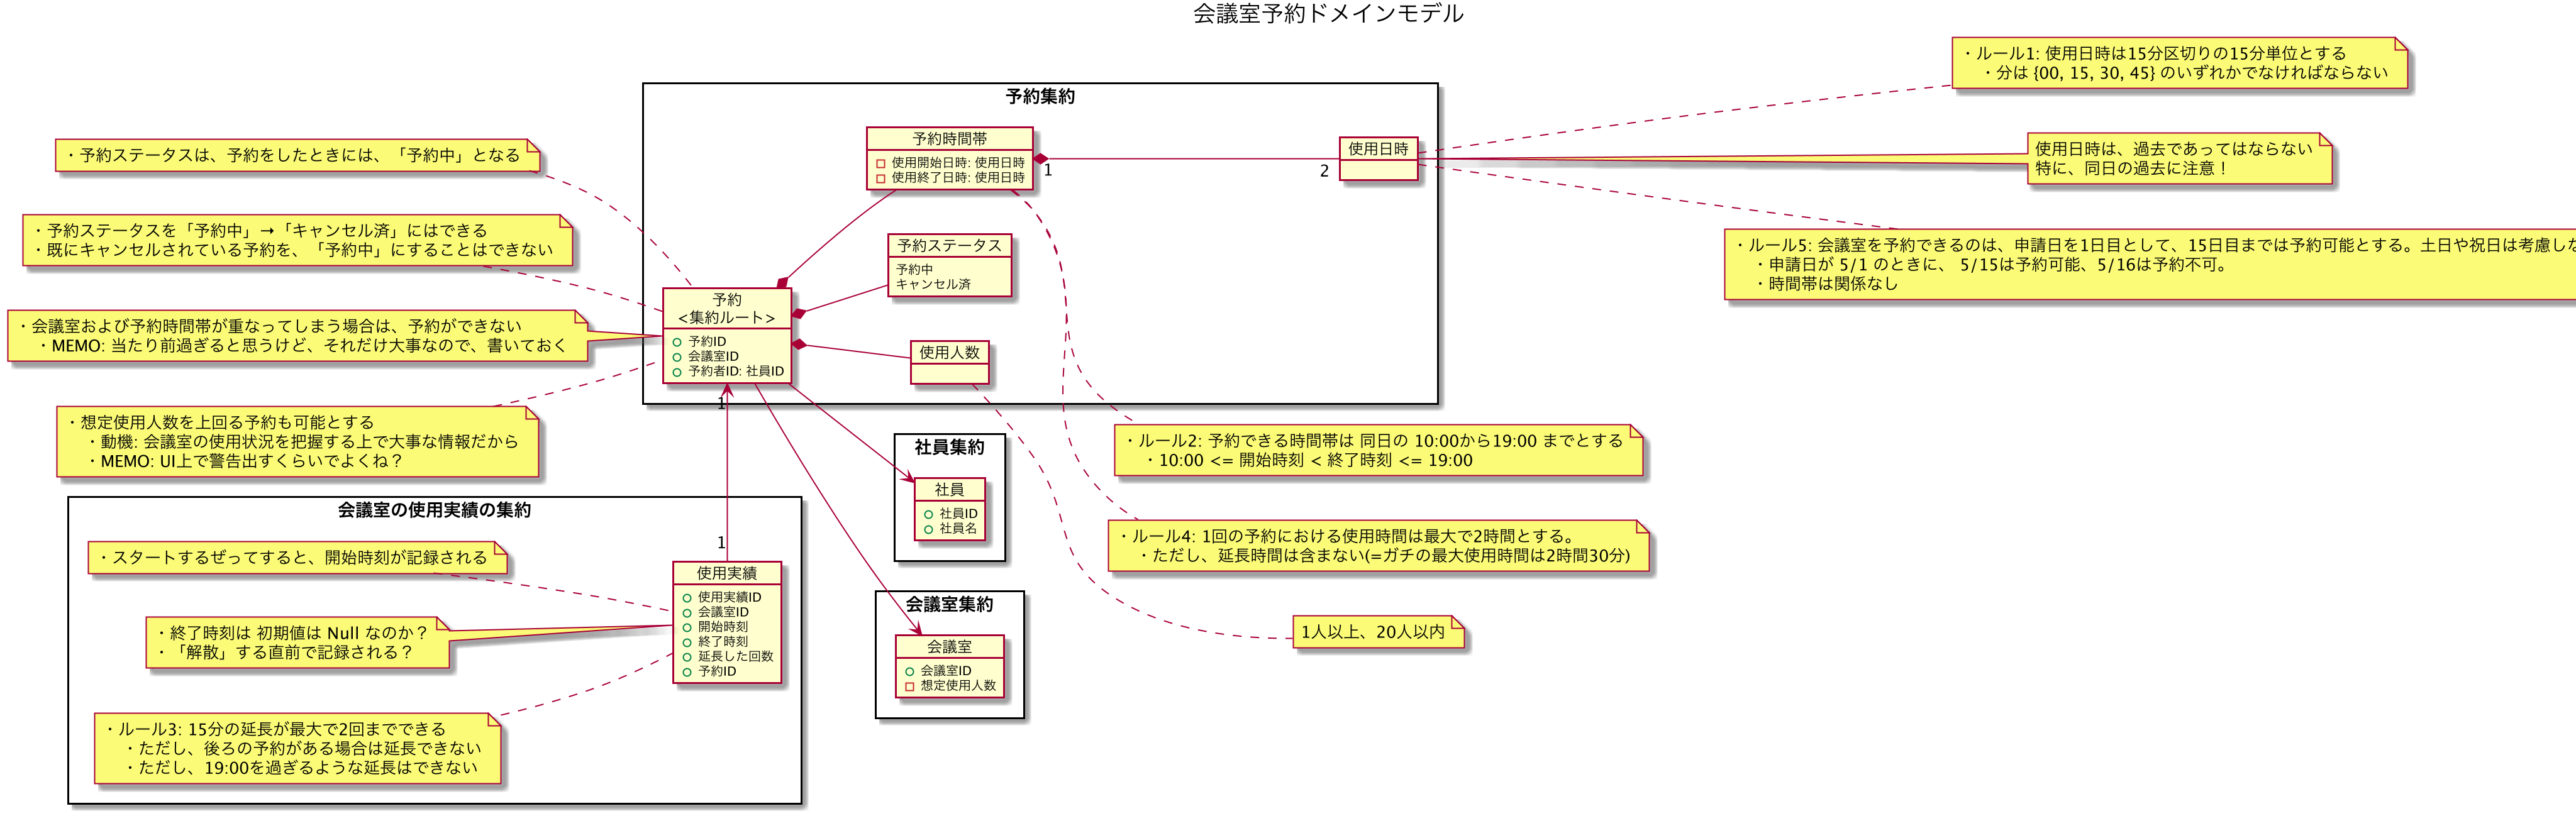 会議室予約ドメインモデル
・ルール1: 使用日時は15分区切りの15分単位とする
・分は {00, 15, 30, 45} のいずれかでなければならない
予約集約
予約時間帯
使用開始日時: 使用日時
使用終了日時: 使用日時
1
2
使用日時
使用日時は、過去であってはならない
特に、同日の過去に注意！
・予約ステータスは、予約をしたときには、「予約中」となる
・予約ステータスを「予約中」→「キャンセル済」にはできる
・既にキャンセルされている予約を、「予約中」にすることはできない
予約ステータス
予約中
キャンセル済
・ルール5: 会議室を予約できるのは、申請日を1日目として、15日目までは予約可能とする。土日や祝日は考慮しな
・申請日が 5/1 のときに、 5/15は予約可能、5/16は予約不可。
・時間帯は関係なし
予約
<集約ルート>
予約ID
会議室ID
予約者ID: 社員ID
・会議室および予約時間帯が重なってしまう場合は、予約ができない
・MEMO: 当たり前過ぎると思うけど、それだけ大事なので、書いておく
使用人数
1
・想定使用人数を上回る予約も可能とする
・動機: 会議室の使用状況を把握する上で大事な情報だから
・MEMO: UI上で警告出すくらいでよくね？
社員集約
社員
社員ID
社員名
・ルール2: 予約できる時間帯は 同日の 10:00から19:00 までとする
・10:00 <= 開始時刻 < 終了時刻 <= 19:00
・ルール4: 1回の予約における使用時間は最大で2時間とする。
・ただし、延長時間は含まない(=ガチの最大使用時間は2時間30分)
会議室の使用実績の集約
・スタートするぜってすると、開始時刻が記録される
1
使用実績
使用実績ID
会議室ID
開始時刻
終了時刻
延長した回数
予約ID
・終了時刻は 初期値は Null なのか？
・「解散」する直前で記録される？
会議室集約
会議室
会議室ID
想定使用人数
1人以上、20人以内
・ルール3: 15分の延長が最大で2回までできる
・ただし、後ろの予約がある場合は延長できない
・ただし、19:00を過ぎるような延長はできない